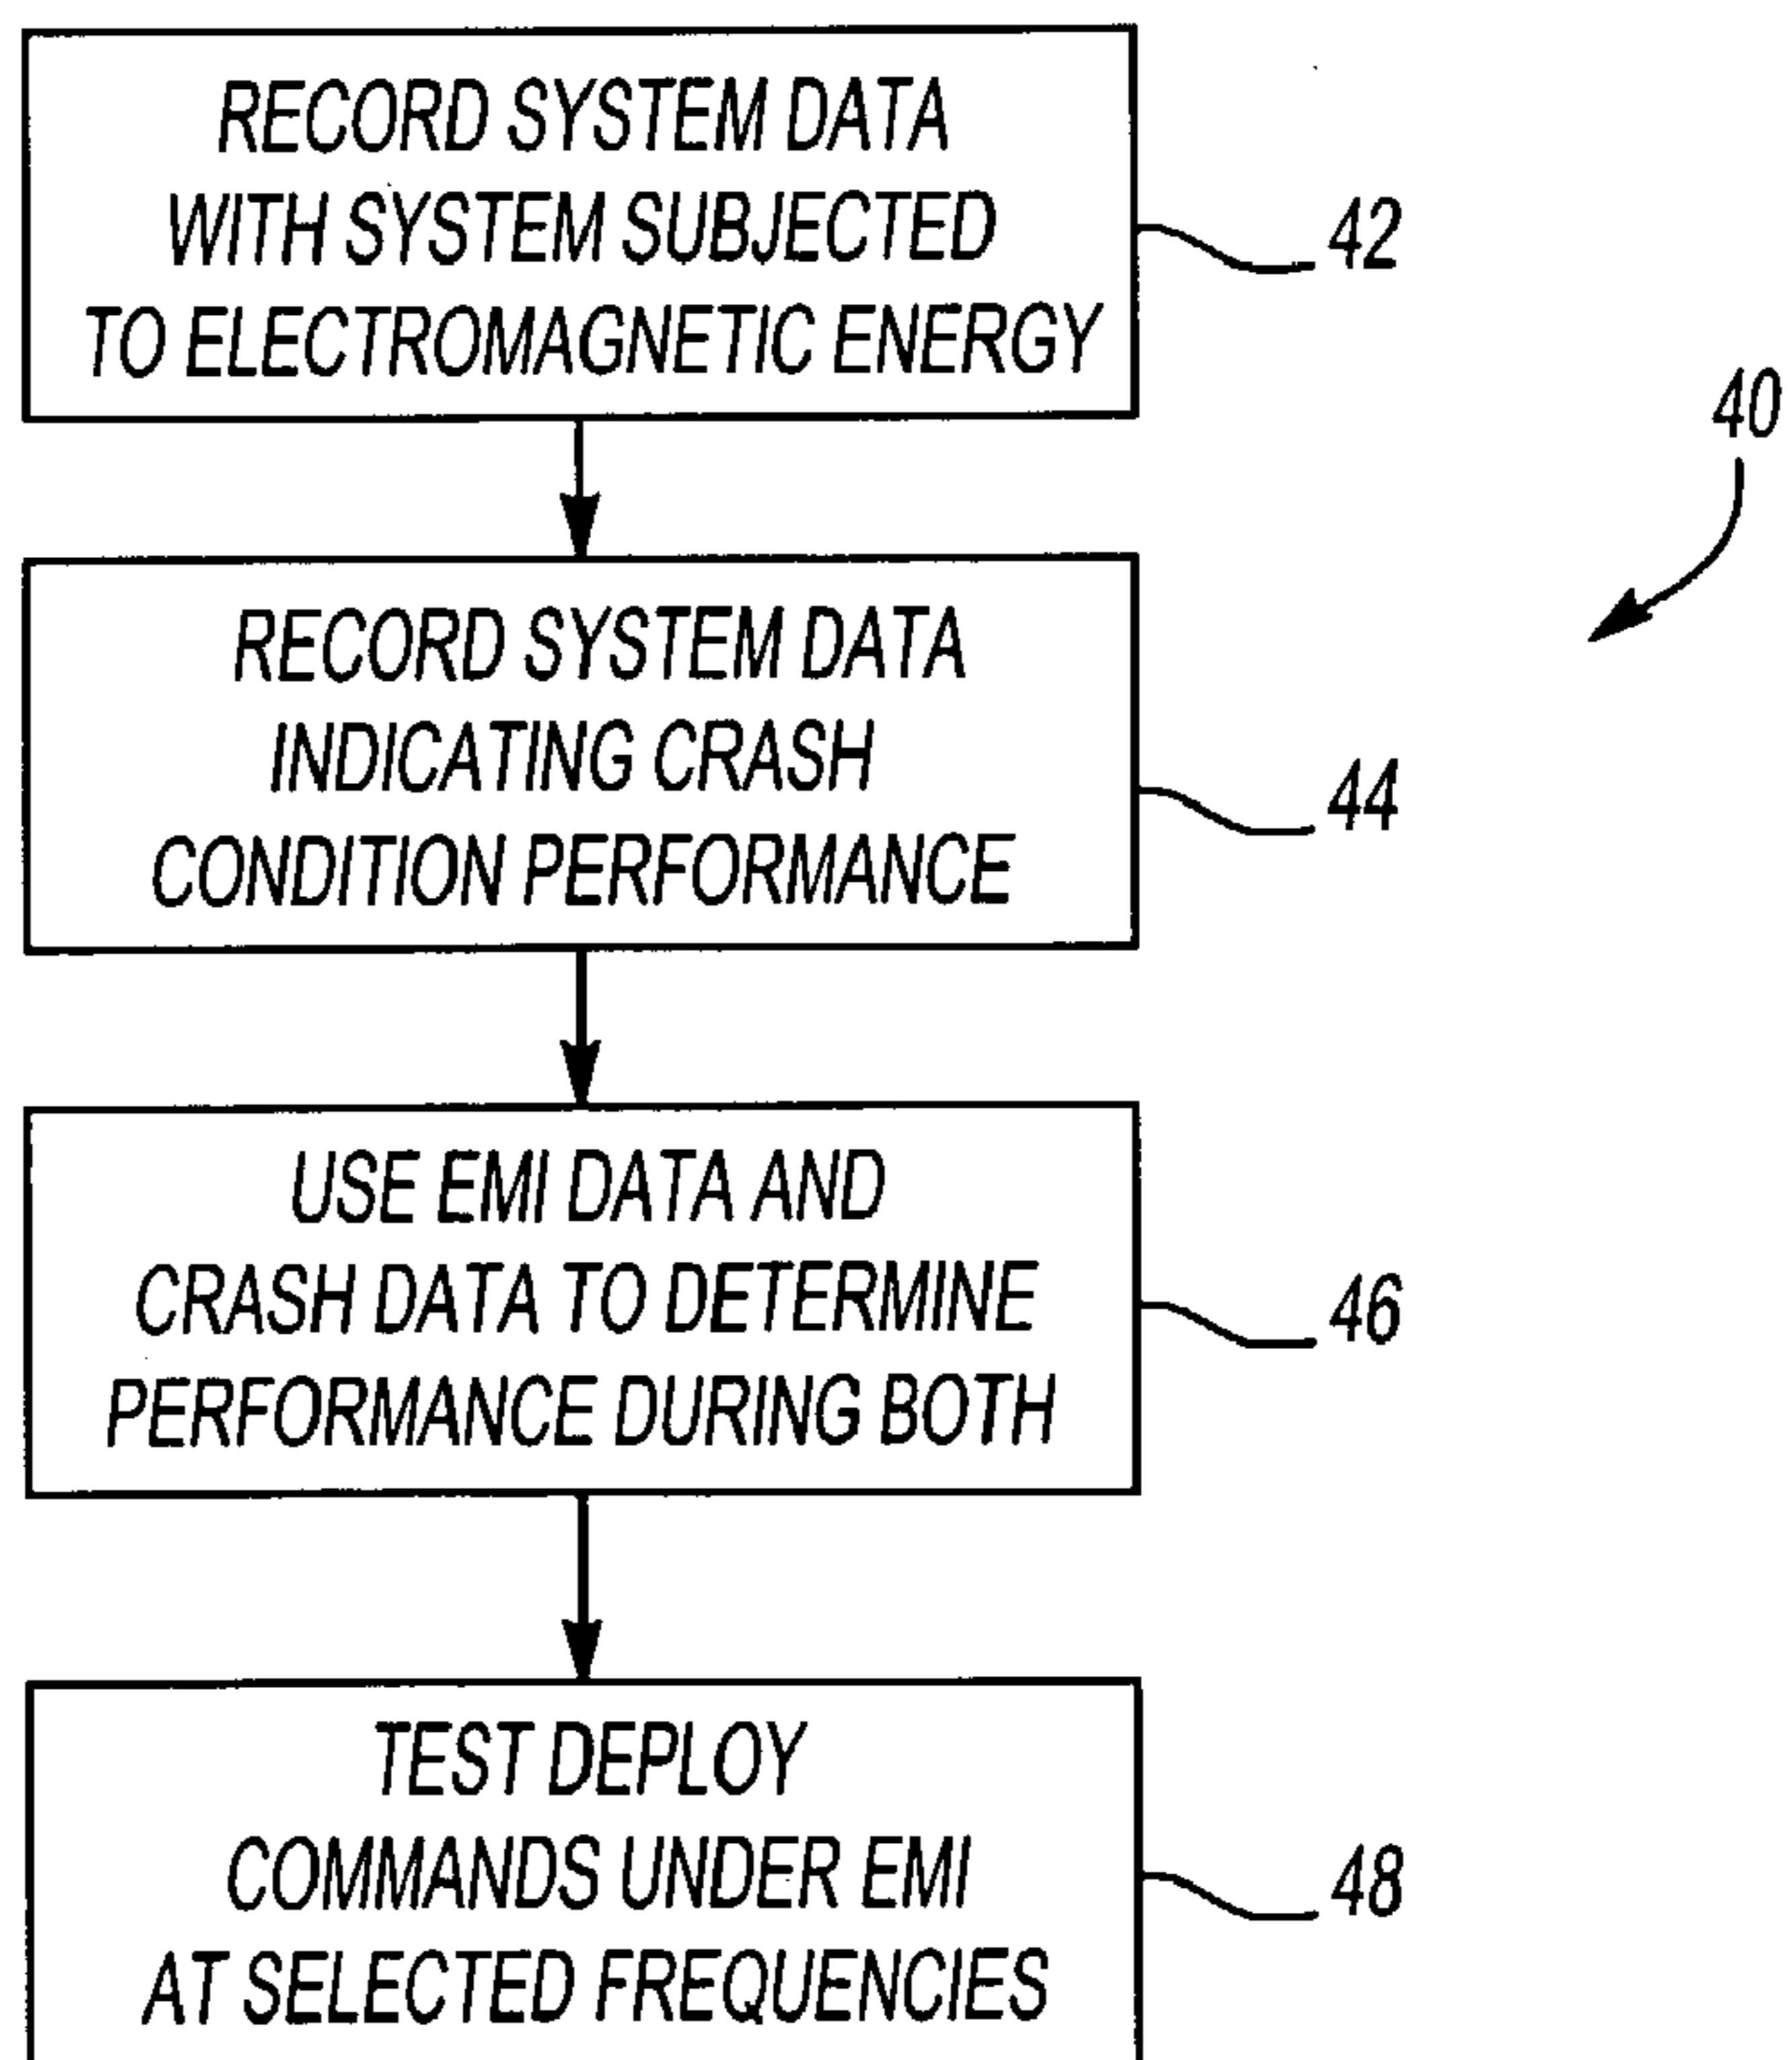 RECORD SYSTEM DATA
WITH SYSTEM SUBJECTED
TO ELECTROMAGNETIC ENERGY
42
40
RECORD SYSTEM DATA
INDICATING CRASH
CONDITION PERFORMANCE
44
USE EMI DATA AND
CRASH DATA TO DETERMINE
PERFORMANCE DURING BOTH
46
TEST DEPLOY
COMMANDS UNDER EMI
AT SELECTED FREQUENCIES
48